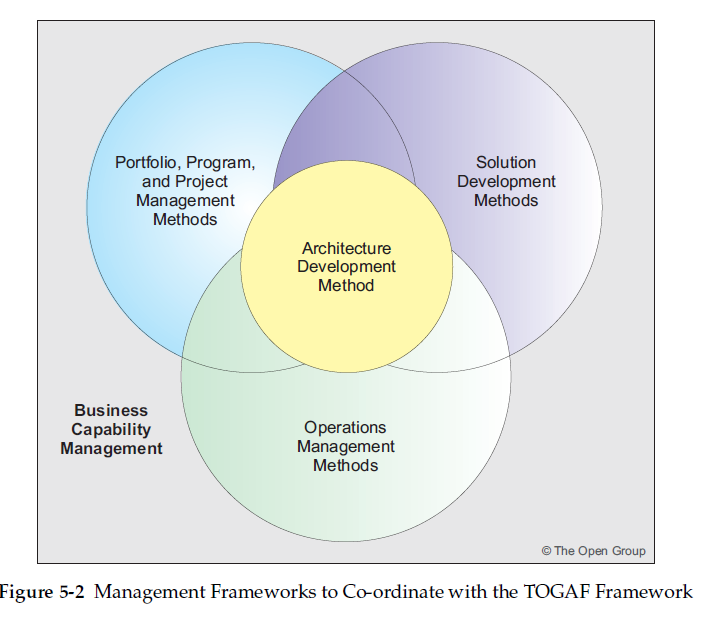 Portfolio, Program,
and Project
Management
Methods
Solution
Development
Methods
Architecture
Development
Method
Business
Capability
Management
Operations
Management
Methods
© The Open Group
Figure 5-2 Management Frameworks to Co-ordinate with the TOGAF Framework